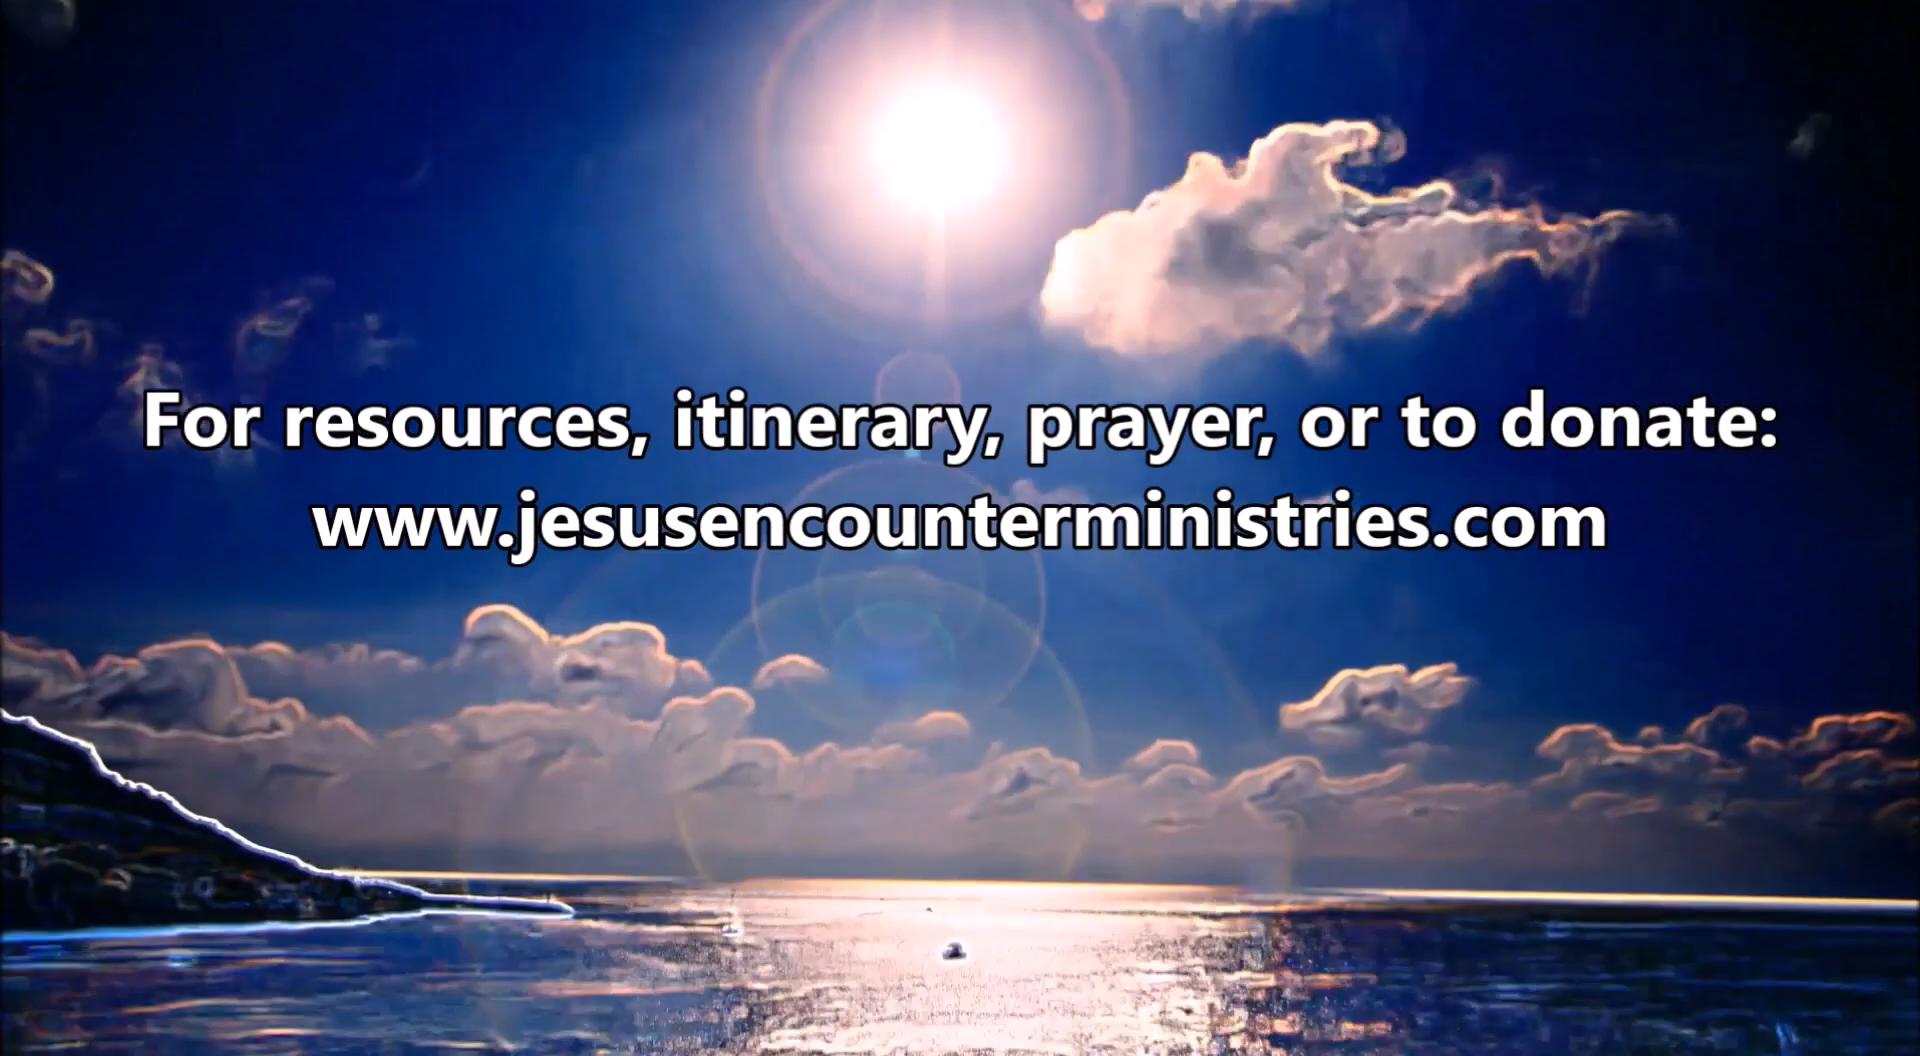 For resources, itinerary, prayer, or to donate:
www.jesusencounterministries.com